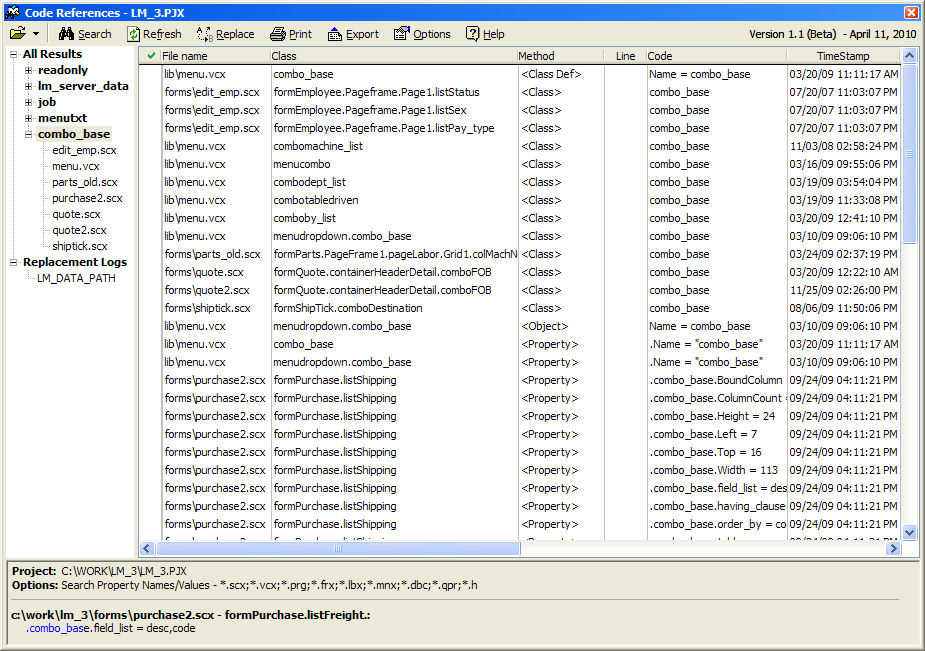 Code References - LM_3.PJX
Search Refresh Replace Print Export Options Help Version 1.1 (Beta) - April 11, 2010
All Results
readonly
lm_server_data
job
menutxt
combo_base
edit_emp.scx
menu.vcx
parts_old.scx
purchase2.scx
quote.scx
quote2.scx
shiptick.scx
Replacement Logs
LM_DATA_PATH
File name Class Method Line Code TimeStamp
lib\menu.vcx combo_base <Class Def> Name = combo_base 03/20/09 11:11:17 AM
forms\edit_emp.scx formEmployee.Pageframe.Page1.listStatus <Class> combo_base 07/20/07 11:03:07 PM
forms\edit_emp.scx formEmployee.Pageframe.Page1.listSex <Class> combo_base 07/20/07 11:03:07 PM
forms\edit_emp.scx formEmployee.Pageframe.Page1.listPay_type <Class> combo_base 07/20/07 11:03:07 PM
lib\menu.vcx combomachine_list <Class> combo_base 11/03/08 02:58:24 PM
lib\menu.vcx menucombo <Class> combo_base 03/16/09 09:55:06 PM
lib\menu.vcx combodept_list <Class> combo_base 03/19/09 03:54:04 PM
lib\menu.vcx combotabledriven <Class> combo_base 03/19/09 11:33:08 PM
lib\menu.vcx comboby_list <Class> combo_base 03/20/09 12:41:10 PM
lib\menu.vcx menudropdown.combo_base <Class> combo_base 03/10/09 09:06:10 PM
forms\parts_old.scx formParts.PageFrame1.pageLabor.Grid1.colMachN <Class> combo_base 03/24/09 02:37:19 PM
forms\quote.scx formQuote.containerHeaderDetail.comboFOB <Class> combo_base 03/20/09 12:22:10 AM
forms\quote2.scx formQuote.containerHeaderDetail.comboFOB <Class> combo_base 11/25/09 02:26:00 PM
forms\shiptick.scx formShipTick.comboDestination <Class> combo_base 08/06/09 11:50:06 PM
lib\menu.vcx menudropdown.combo_base <Object> Name = combo_base 03/10/09 09:06:10 PM
lib\menu.vcx combo_base <Property> .Name = "combo_base" 03/20/09 11:11:17 AM
lib\menu.vcx menudropdown.combo_base <Property> .Name = "combo_base" 03/10/09 09:06:10 PM
forms\purchase2.scx formPurchase.listShipping <Property> .combo_base.BoundColumn 09/24/09 04:11:21 PM
forms\purchase2.scx formPurchase.listShipping <Property> .combo_base.ColumnCount = 09/24/09 04:11:21 PM
forms\purchase2.scx formPurchase.listShipping <Property> .combo_base.Height = 24 09/24/09 04:11:21 PM
forms\purchase2.scx formPurchase.listShipping <Property> .combo_base.Left = 7 09/24/09 04:11:21 PM
forms\purchase2.scx formPurchase.listShipping <Property> .combo_base.Top = 16 09/24/09 04:11:21 PM
forms\purchase2.scx formPurchase.listShipping <Property> .combo_base.Width = 113 09/24/09 04:11:21 PM
forms\purchase2.scx formPurchase.listShipping <Property> .combo_base.field_list = des 09/24/09 04:11:21 PM
forms\purchase2.scx formPurchase.listShipping <Property> .combo_base.having_clause 09/24/09 04:11:21 PM
forms\purchase2.scx formPurchase.listShipping <Property> .combo_base.order_by = co 09/24/09 04:11:21 PM
Project: C:\WORK\LM_3\LM_3.PJX
Options: Search Property Names/Values - *.scx;*.vcx;*.prg;*.frx;*.lbx;*.mnx;*.dbc;*.qpr;*.h
c:\work\lm_3\forms\purchase2.scx - formPurchase.listFreight.:
.combo_base.field_list = desc,code